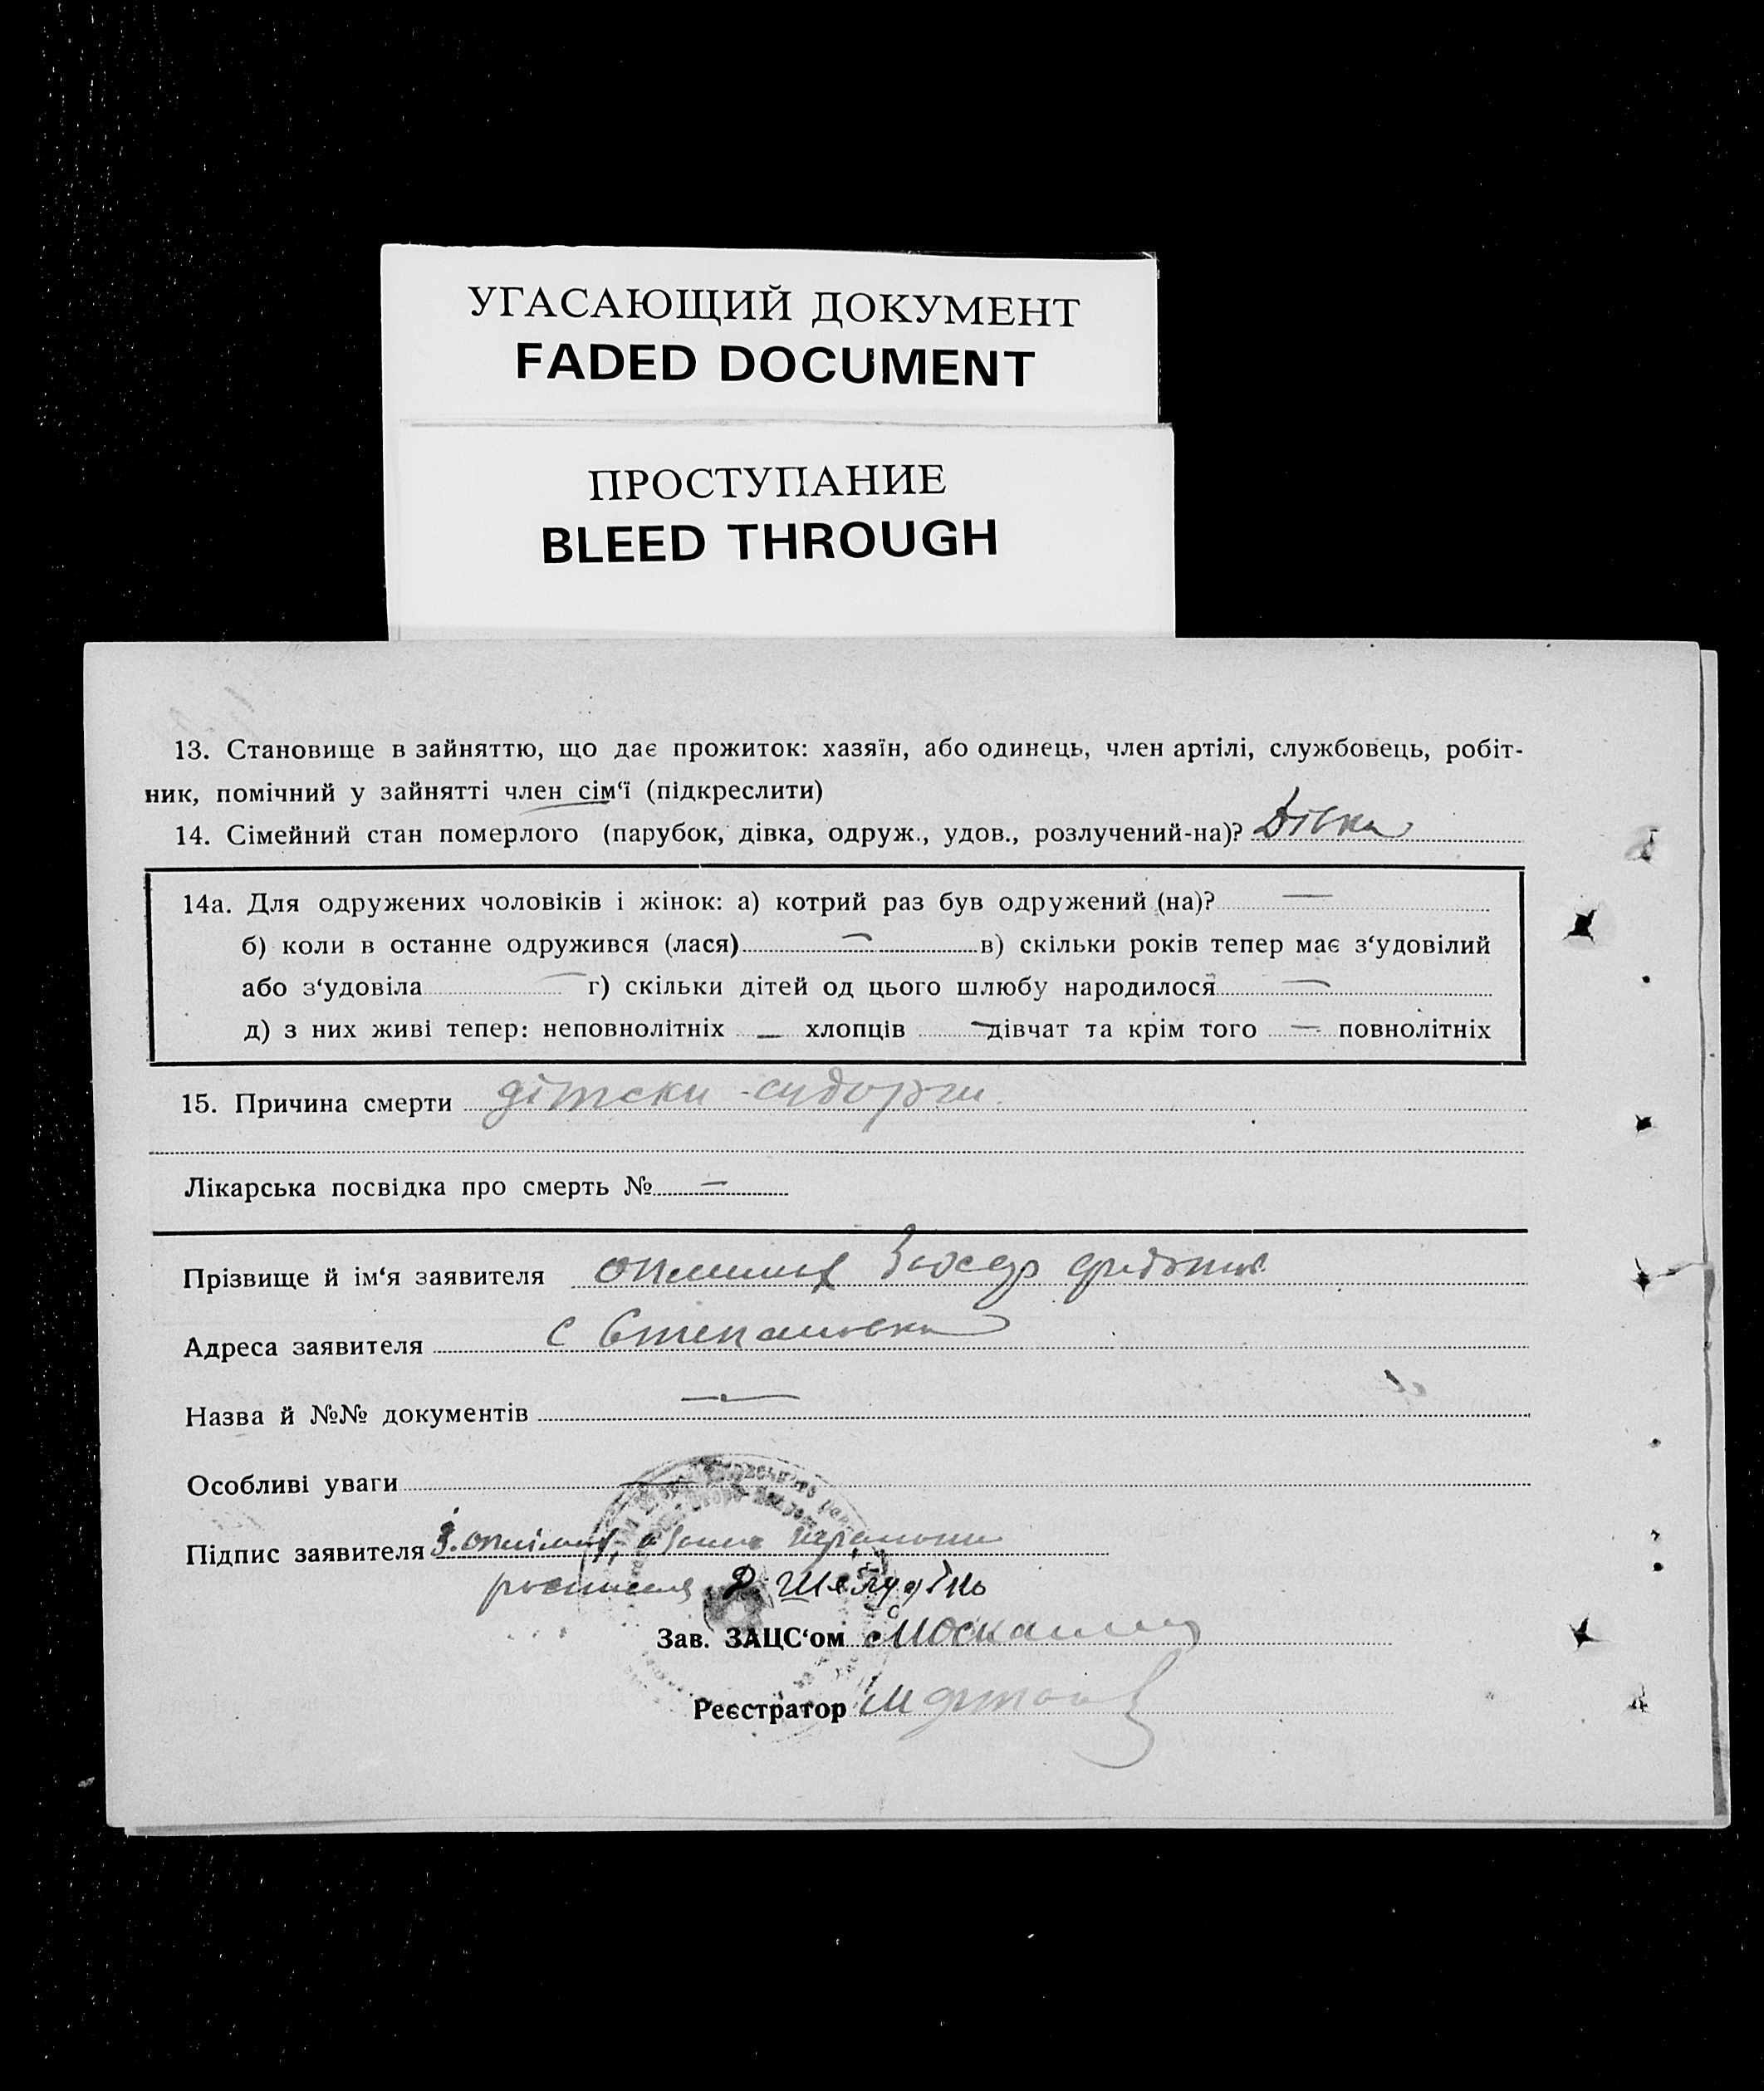 УГАСАЮЩИЙ ДОКУМЕНТ
FADED DOCUMENT
ПРОСТУПАНИЕ
BLEED THROUGH
13. Становище в зайняттю, що дає прожиток: хазяїн, або одинець, член артілі, службовець, робіт-
ник, помічний у зайнятті член сім‘ї (підкреслити)
14. Сімейний стан померлого (парубок, дівка, одруж., удов., розлучений-на)? Дівка
14а. Для одружених чоловіків і жінок: а) котрий раз був одружений (на)? —
б) коли в останне одружився (лася) — в) скільки років тепер має з‘удовілий
або з‘удовіла — г) скільки дітей од цього шлюбу народилося —
д) з них живі тепер: неповнолітніх — хлопців — дівчат та крім того — повнолітніх
15. Причина смерти дітски судорги
Лікарська посвідка про смерть № —
Прізвище й ім‘я заявителя
Адреса заявителя с Степановка
Назва й №№ документів —
Особливі уваги —
Підпис заявителя
Зав. ЗАЦС‘ом
Реєстратор